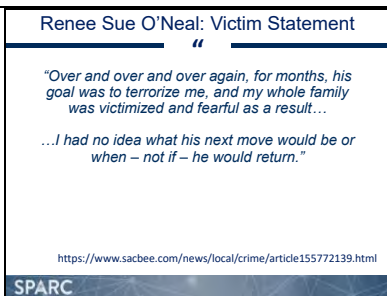 Renee Sue O'Neal: Victim Statement
“
“Over and over and over again, for months, his
goal was to terrorize me, and my whole family
was victimized and fearful as a result…
…I had no idea what his next move would be or
when – not if – he would return.”
https://www.sacbee.com/news/local/crime/article155772139.html
SPARC